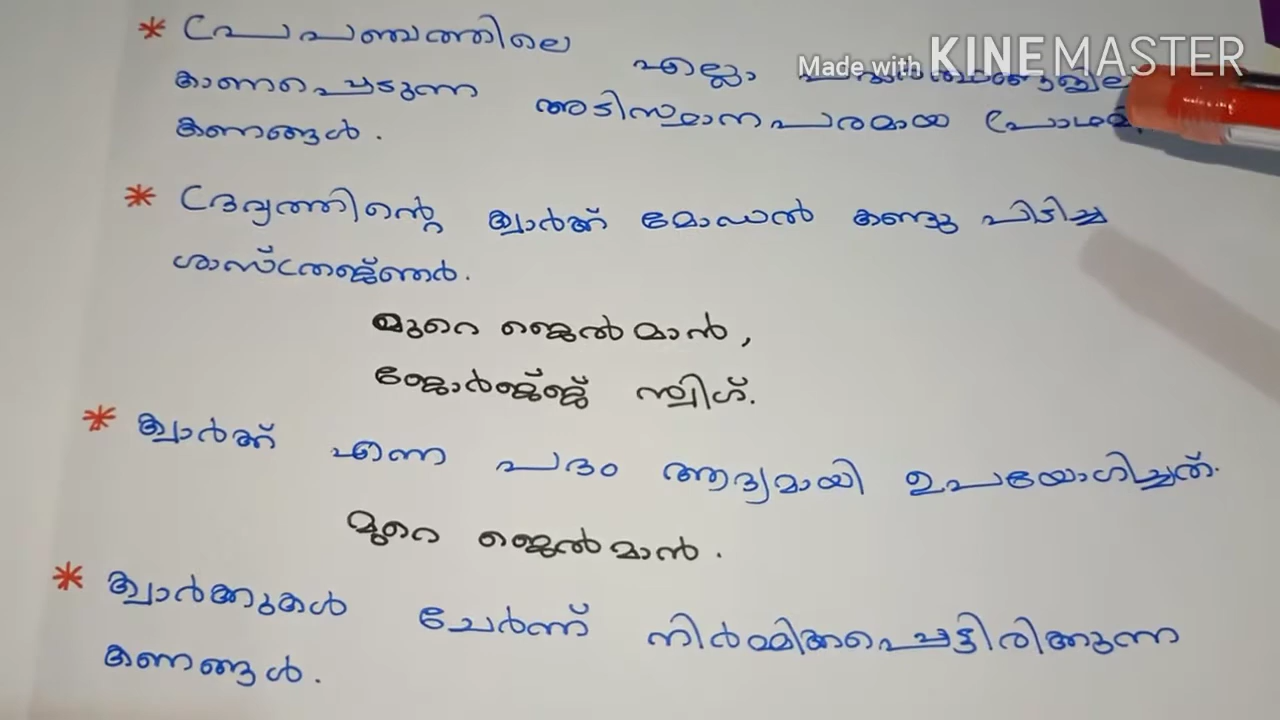 Made with KINEMASTER
* പ്രപഞ്ചത്തിലെ എല്ലാ
കാണപ്പെടുന്ന അടിസ്ഥാനപരമായ
കണങ്ങൾ.
* ദ്രവ്യത്തിന്റെ ക്വാർക്ക് മോഡൽ കണ്ടു പിടിച്ച
ശാസ്ത്രജ്ഞർ.
മുറെ ജെൽമാൻ,
ജോർജ്ജ് സ്വിഗ്.
* ക്വാർക്ക് എന്ന പദം ആദ്യമായി ഉപയോഗിച്ചത്.
മുറെ ജെൽമാൻ.
* ക്വാർക്കുകൾ ചേർന്ന് നിർമ്മിക്കപ്പെട്ടിരിക്കുന്ന
കണങ്ങൾ.